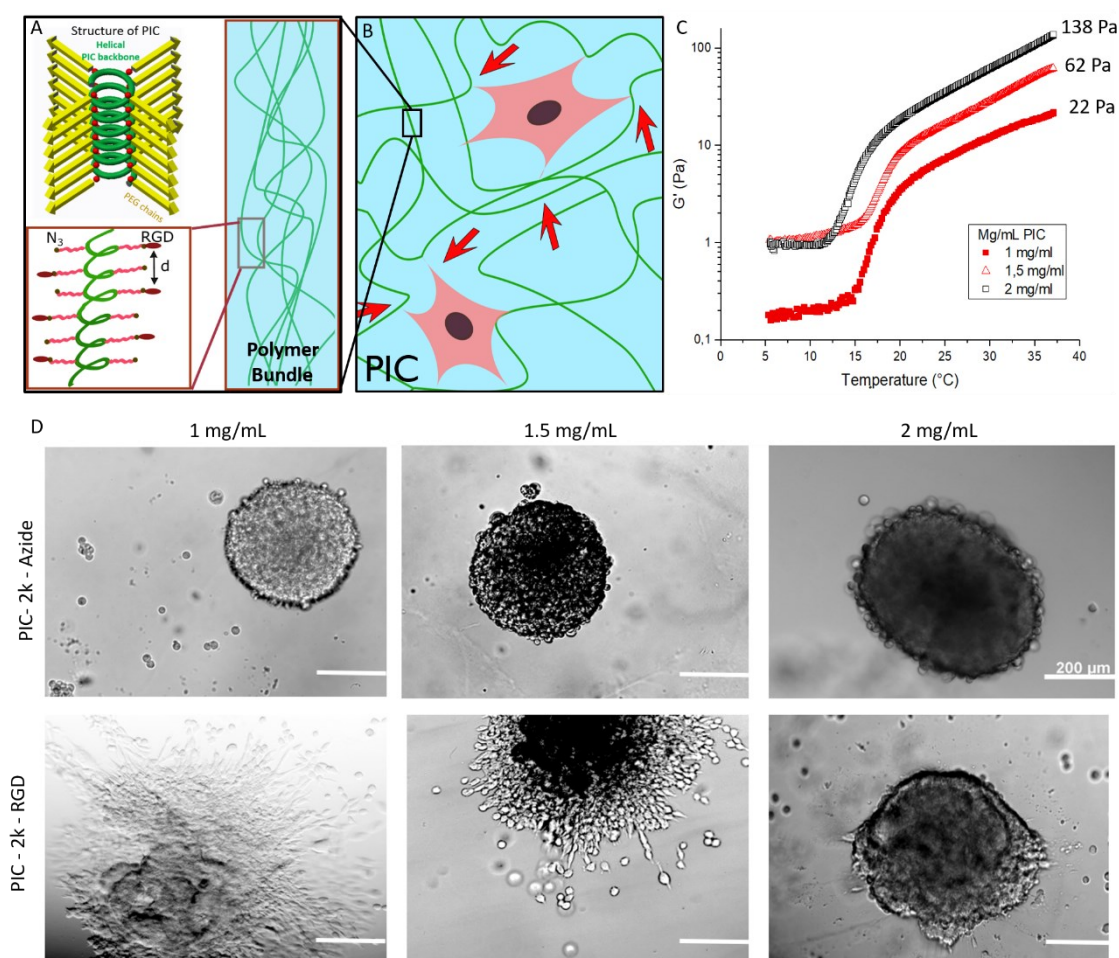 A
Structure of PIC
Helical
PIC backbone
PEG chains
N3
RGD
d
Polymer
Bundle
B
PIC
C
138 Pa
62 Pa
22 Pa
G' (Pa)
100
10
1
0,1
Mg/mL PIC
1 mg/ml
1,5 mg/ml
2 mg/ml
0 5 10 15 20 25 30 35 40
Temperature (°C)
D
1 mg/mL
1.5 mg/mL
2 mg/mL
PIC- 2k - Azide
200 µm
PIC - 2k - RGD